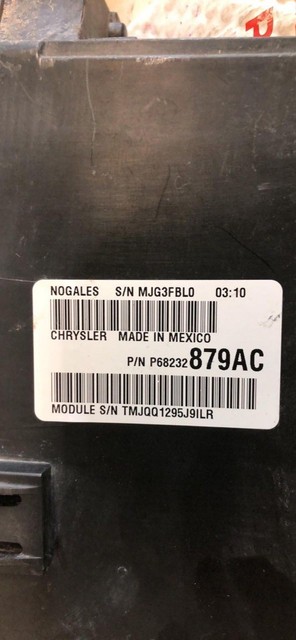 NOGALES S/N MJG3FBL0 03:10
CHRYSLER MADE IN MEXICO
P/N P68232879AC
MODULE S/N TMJQQ1295J9ILR